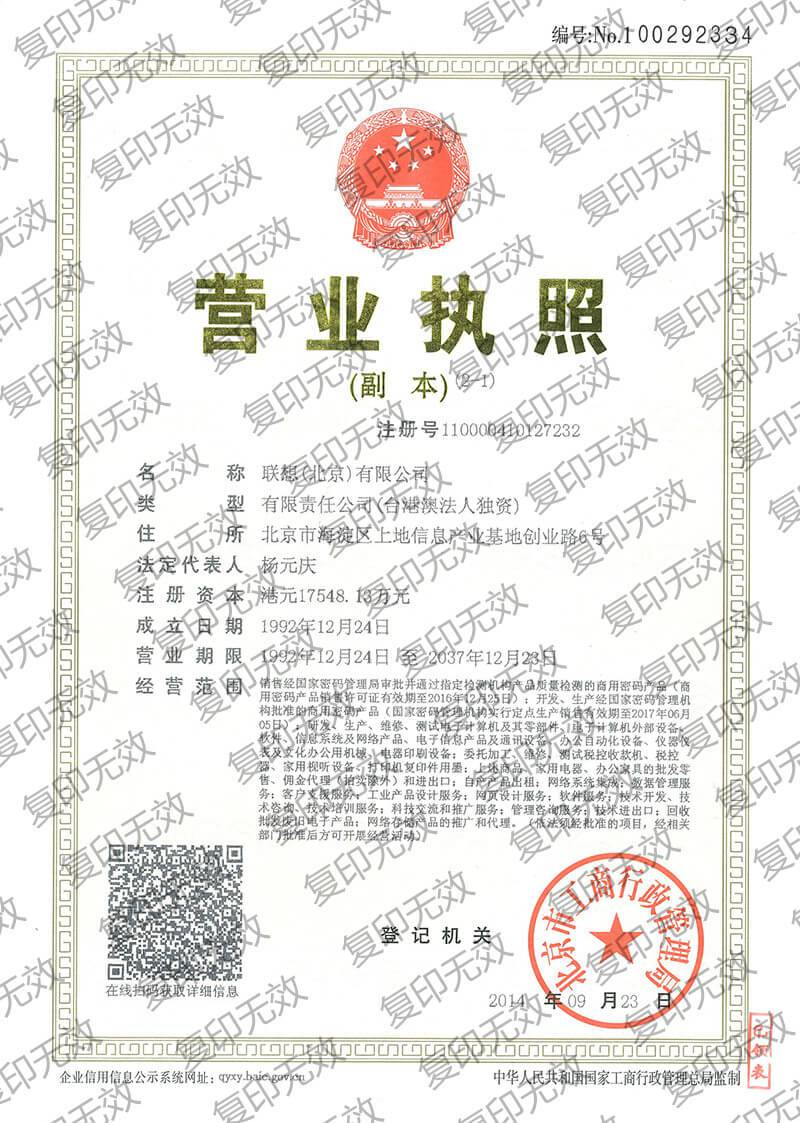 编号:No.100292334
营业执照
(副 本)(2-1)
注册号110000410127232
名 称 联想(北京)有限公司
类 型 有限责任公司(台港澳法人独资)
住 所 北京市海淀区上地信息产业基地创业路6号
法定代表人 杨元庆
注册资本 港元17548.13万元
成立日期 1992年12月24日
营业期限 1992年12月24日 至 2037年12月23日
经营范围 销售经国家密码管理局审批并通过指定检测机构产品质量检测的商用密码产品（商
用密码产品销售许可证有效期至2016年12月25日）；开发、生产经国家密码管理机
构批准的商用密码产品（国家密码管理机构实行定点生产销售有效期至2017年06月
05日）；研发、生产、维修、测试电子计算机及其零部件、电子计算机外部设备、
软件、信息系统及网络产品、电子信息产品及通讯设备、办公自动化设备、仪器仪
表及文化办公用机械、电器印刷设备；委托加工、维修、测试税控收款机、税控
器、家用视听设备、打印机复印件用墨；上述商品、家用电器、办公家具的批发零
售、佣金代理（拍卖除外）和进出口；自产产品出租；网络系统集成；数据管理服
务；客户支援服务；工业产品设计服务；网页设计服务；软件服务；技术开发、技
术咨询、技术培训服务；科技交流和推广服务；管理咨询服务；技术进出口；回收
批发废旧电子产品；网络存储产品的推广和代理。（依法须经批准的项目，经相关
部门批准后方可开展经营活动）
在线扫码获取详细信息
登记机关
北京市工商行政管理局
2014 年 09 月 23 日
企业信用信息公示系统网址：qyxy.baic.gov.cn
中华人民共和国国家工商行政管理总局监制
复印无效